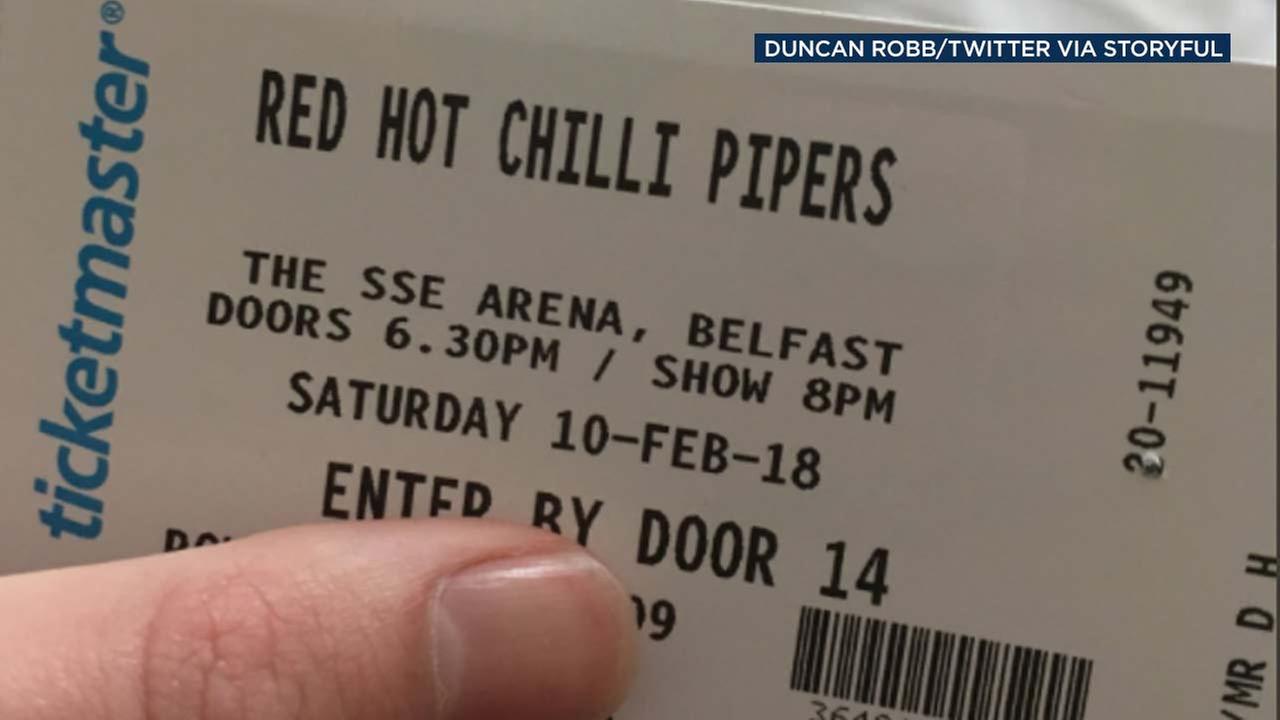 DUNCAN ROBB/TWITTER VIA STORYFUL
ticketmaster®
RED HOT CHILLI PIPERS
THE SSE ARENA, BELFAST
DOORS 6.30PM / SHOW 8PM
SATURDAY 10-FEB-18
ENTER BY DOOR 14
20-11949
/MR D H